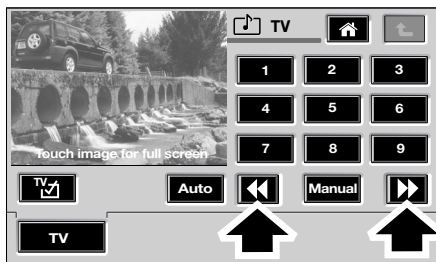 TV
1 2 3
4 5 6
Touch image for full screen
7 8 9
TV
Auto
Manual
TV